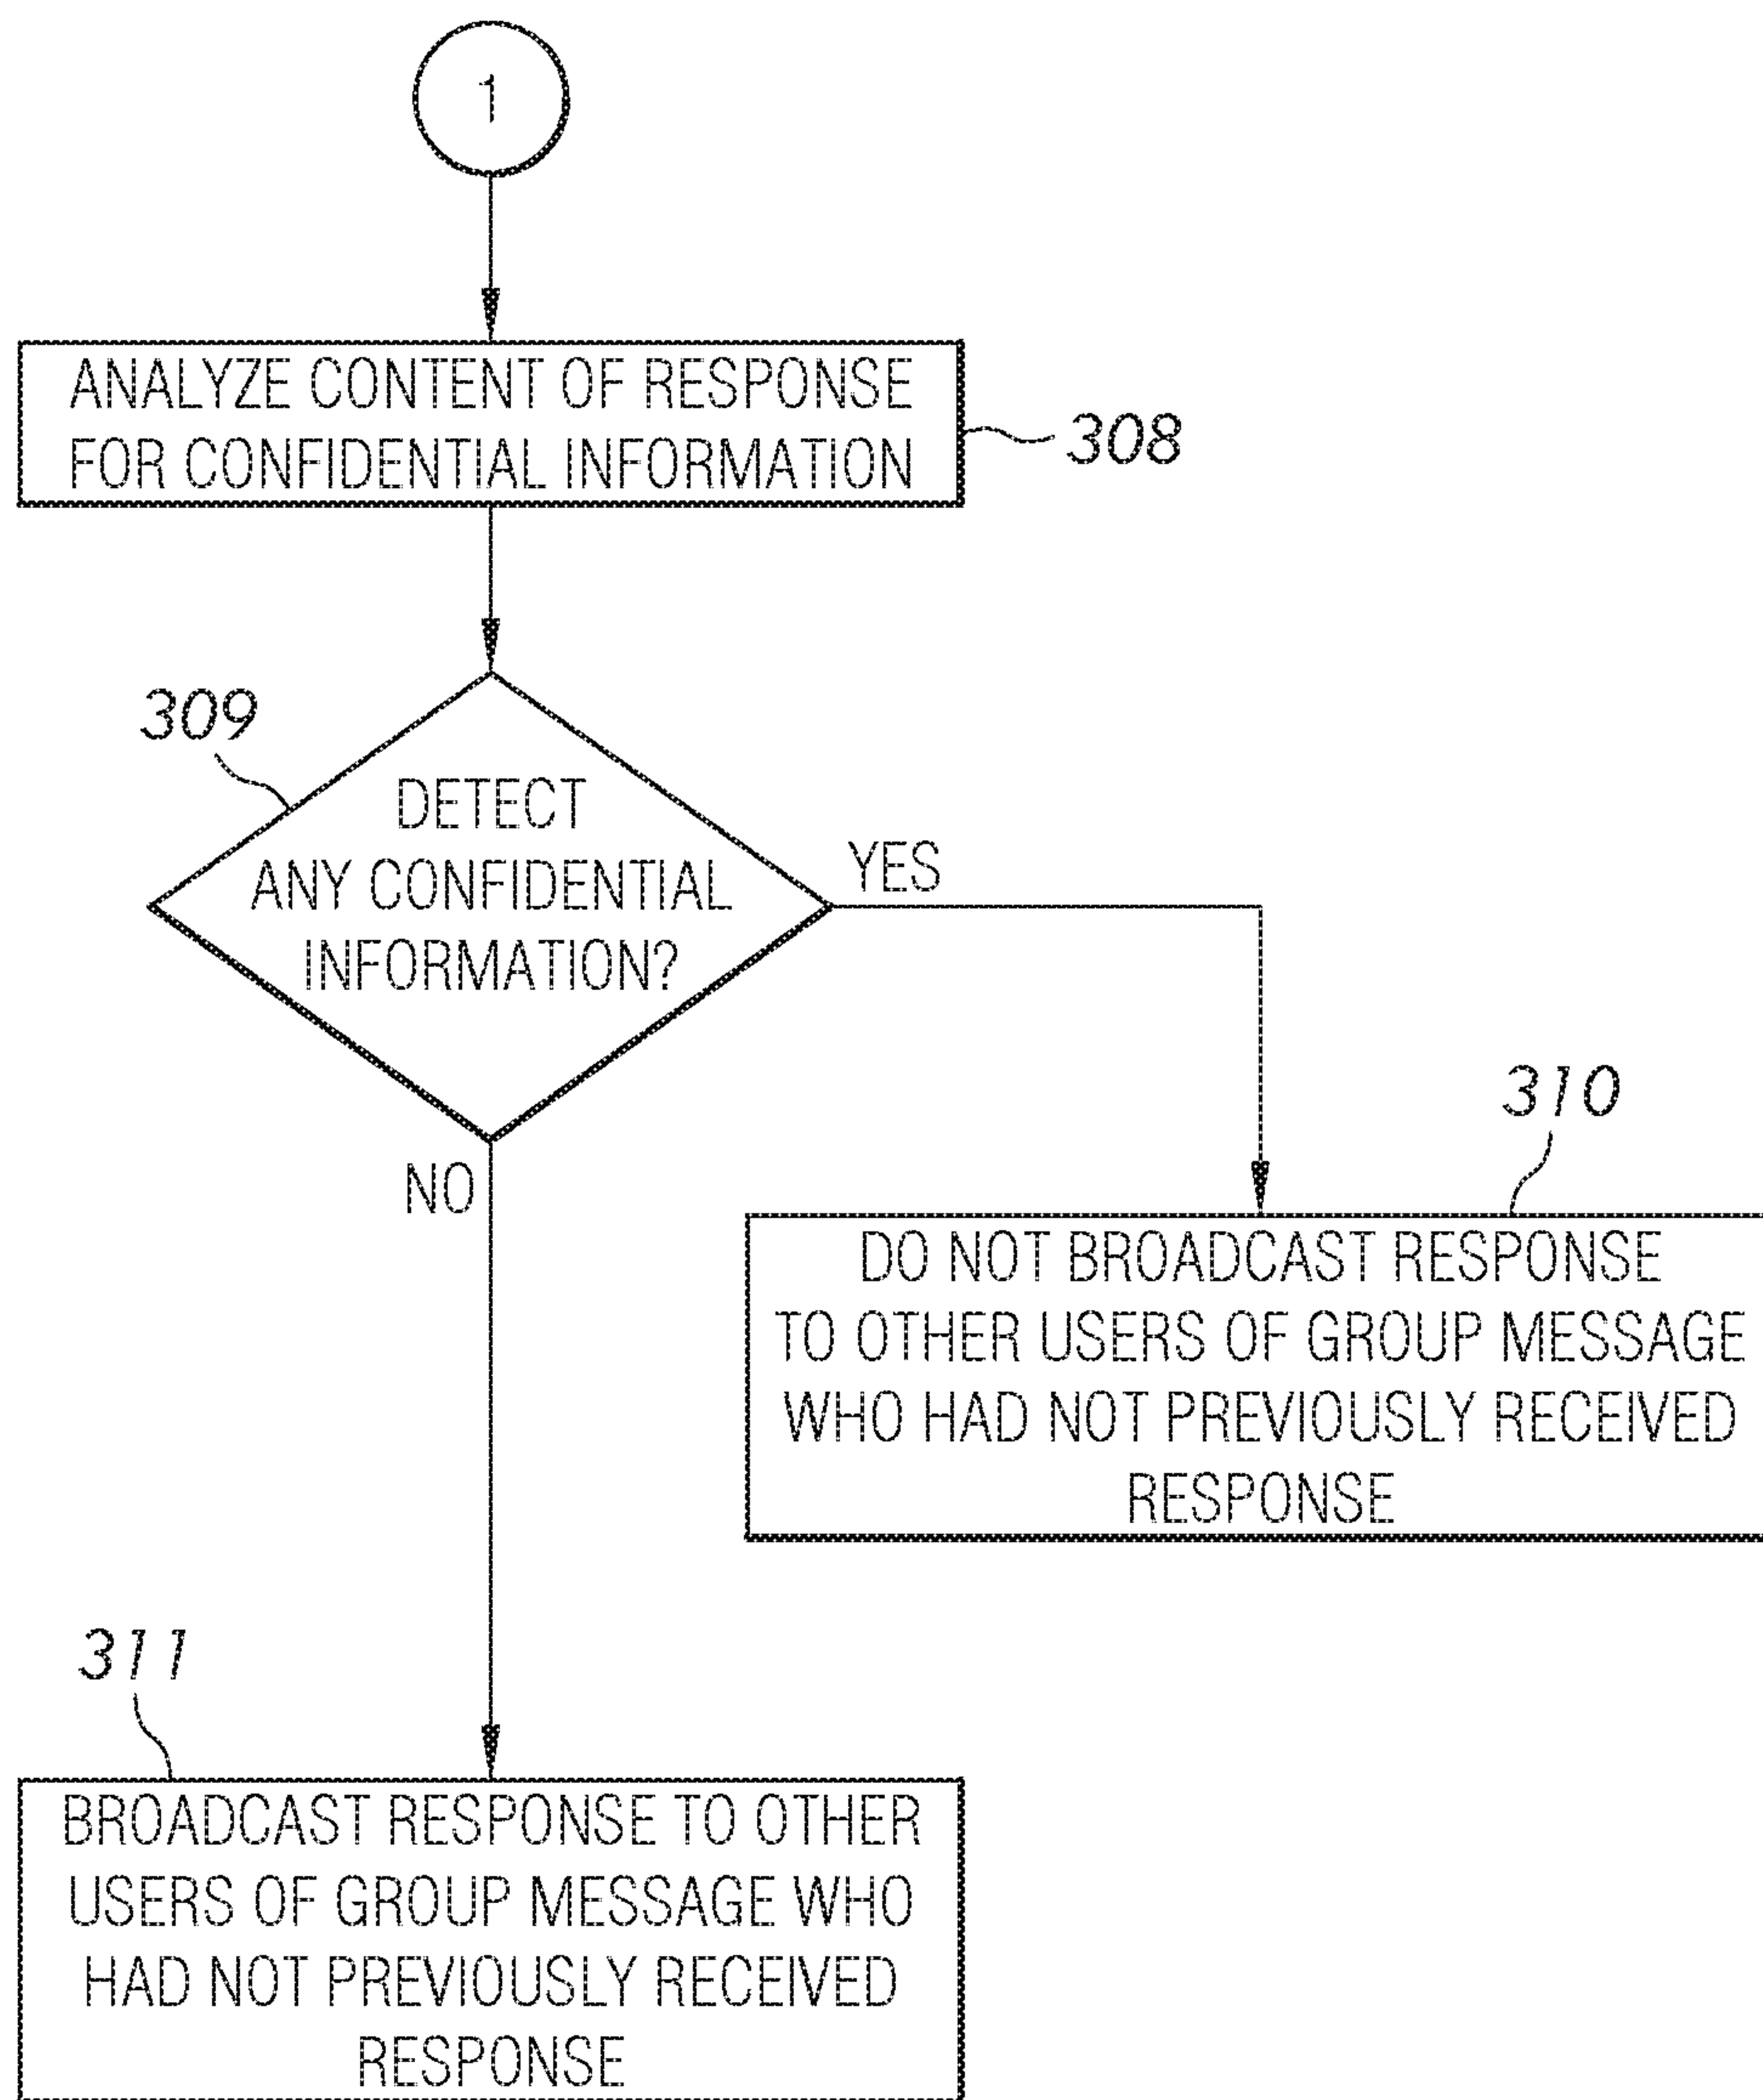 1
ANALYZE CONTENT OF RESPONSE
FOR CONFIDENTIAL INFORMATION
308
309
DETECT
ANY CONFIDENTIAL
INFORMATION?
YES
NO
310
DO NOT BROADCAST RESPONSE
TO OTHER USERS OF GROUP MESSAGE
WHO HAD NOT PREVIOUSLY RECEIVED
RESPONSE
311
BROADCAST RESPONSE TO OTHER
USERS OF GROUP MESSAGE WHO
HAD NOT PREVIOUSLY RECEIVED
RESPONSE